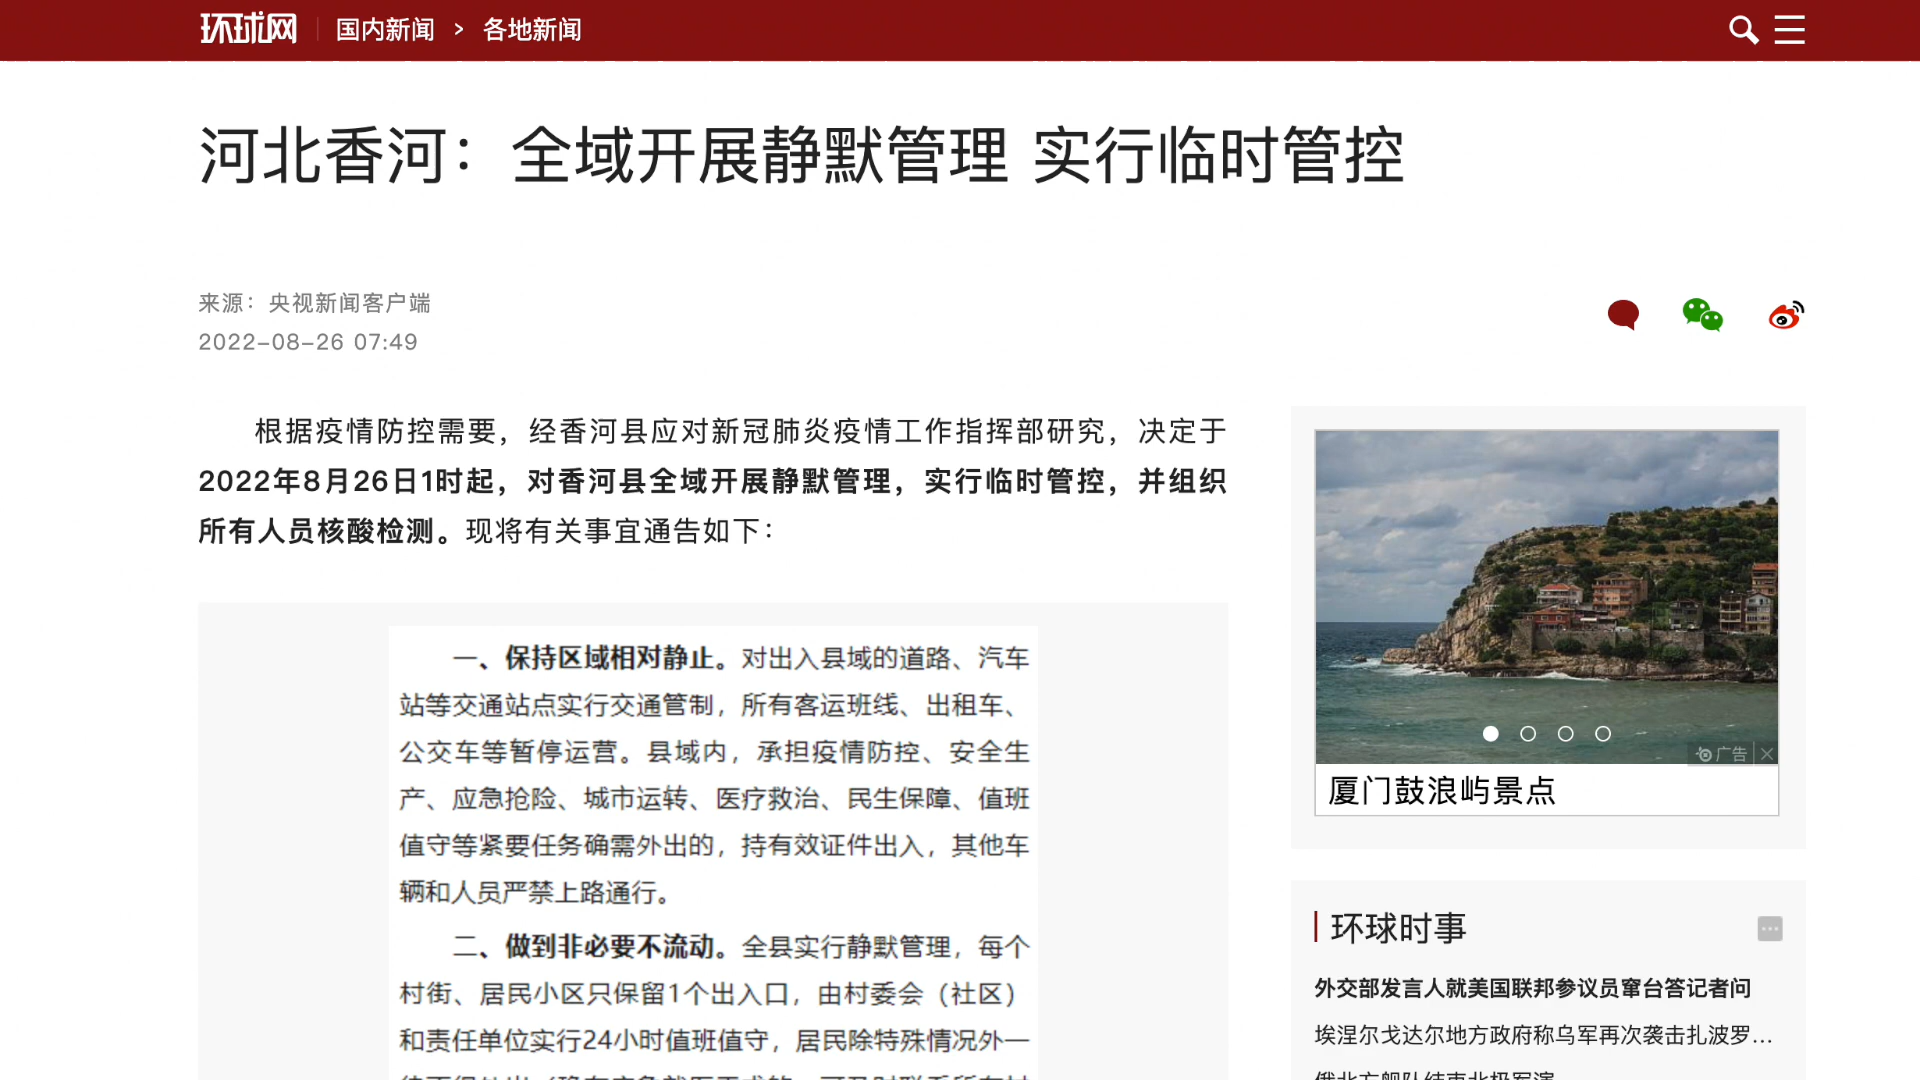 环球网 国内新闻 > 各地新闻
河北香河：全域开展静默管理 实行临时管控
来源：央视新闻客户端
2022-08-26 07:49
根据疫情防控需要，经香河县应对新冠肺炎疫情工作指挥部研究，决定于
2022年8月26日1时起，对香河县全域开展静默管理，实行临时管控，并组织
所有人员核酸检测。现将有关事宜通告如下：
一、保持区域相对静止。对出入县域的道路、汽车
站等交通站点实行交通管制，所有客运班线、出租车、
公交车等暂停运营。县域内，承担疫情防控、安全生
产、应急抢险、城市运转、医疗救治、民生保障、值班
值守等紧要任务确需外出的，持有效证件出入，其他车
辆和人员严禁上路通行。
二、做到非必要不流动。全县实行静默管理，每个
村街、居民小区只保留1个出入口，由村委会（社区）
和责任单位实行24小时值班值守，居民除特殊情况外一
广告
厦门鼓浪屿景点
环球时事
外交部发言人就美国联邦参议员窜台答记者问
埃涅尔戈达尔地方政府称乌军再次袭击扎波罗...
俄北方舰队结束北极军演